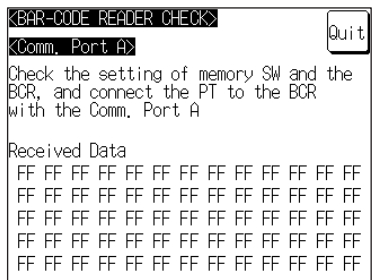 <BAR-CODE READER CHECK>
Quit
<Comm. Port A>
Check the setting of memory SW and the
BCR, and connect the PT to the BCR
with the Comm. Port A
Received Data
FF FF FF FF FF FF FF FF FF FF FF FF FF
FF FF FF FF FF FF FF FF FF FF FF FF FF
FF FF FF FF FF FF FF FF FF FF FF FF FF
FF FF FF FF FF FF FF FF FF FF FF FF FF
FF FF FF FF FF FF FF FF FF FF FF FF FF